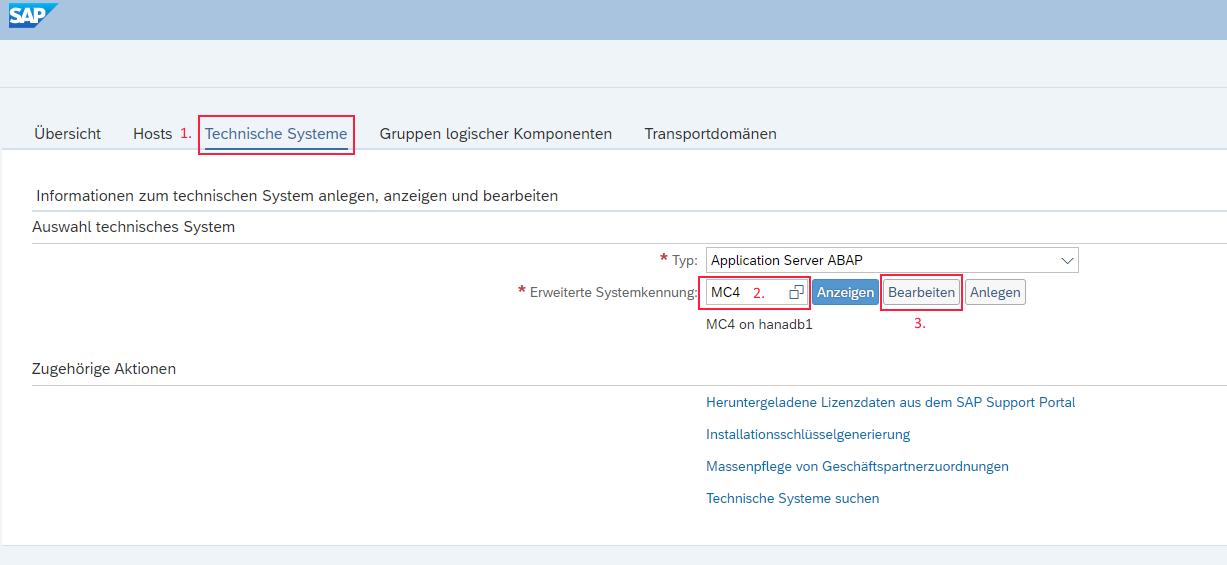 SAP
Übersicht Hosts 1. Technische Systeme Gruppen logischer Komponenten Transportdomänen
Informationen zum technischen System anlegen, anzeigen und bearbeiten
Auswahl technisches System
* Typ: Application Server ABAP
* Erweiterte Systemkennung: MC4 2. Anzeigen Bearbeiten Anlegen
MC4 on hanadb1 3.
Zugehörige Aktionen
Heruntergeladene Lizenzdaten aus dem SAP Support Portal
Installationsschlüsselgenerierung
Massenpflege von Geschäftspartnerzuordnungen
Technische Systeme suchen